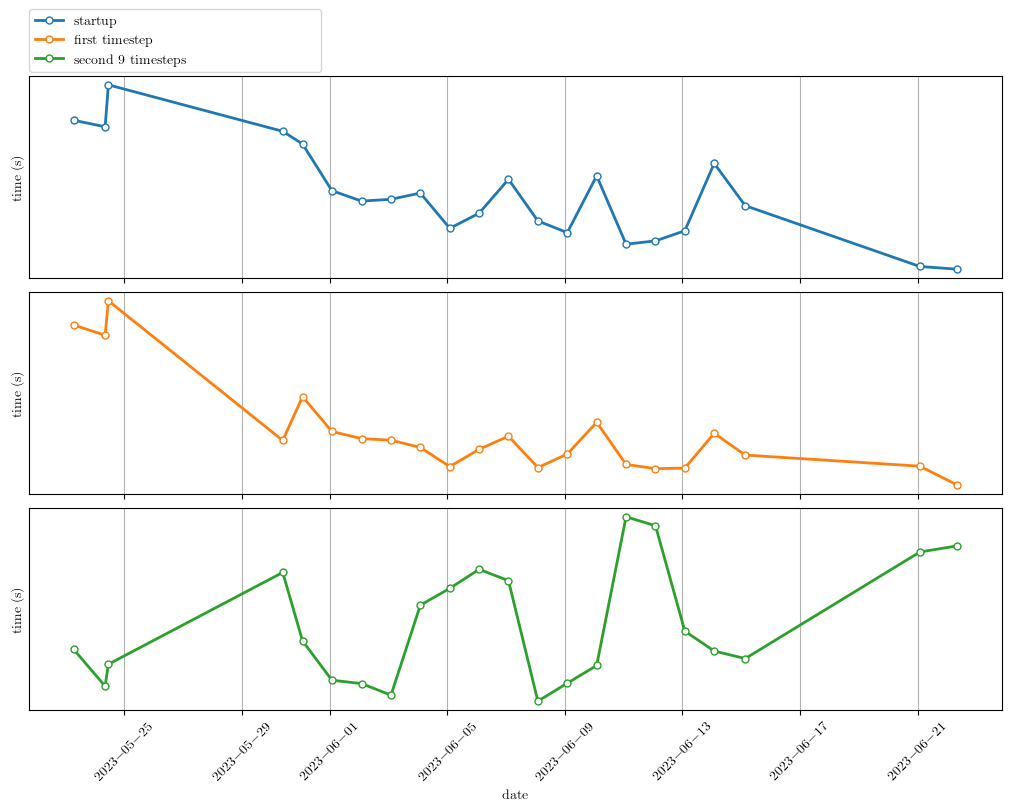 startup
first timestep
second 9 timesteps
time (s)
time (s)
time (s)
2023−05−25
2023−05−29
2023−06−01
2023−06−05
2023−06−09
2023−06−13
2023−06−17
2023−06−21
date